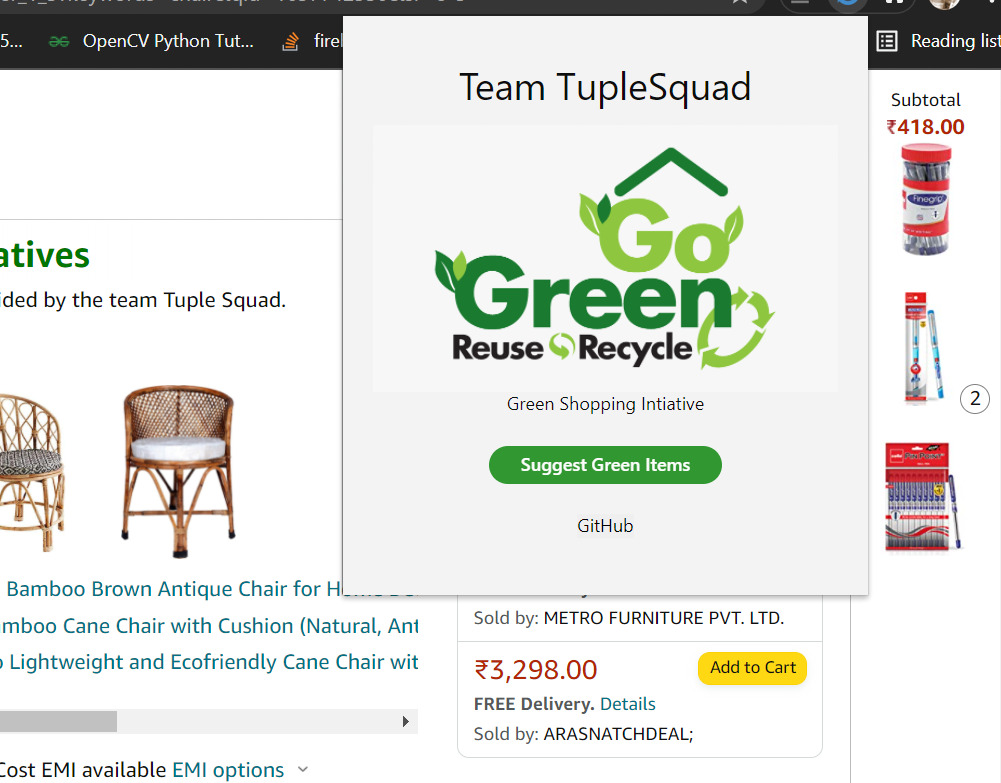 5...
OpenCV Python Tut...
Reading list
Team TupleSquad
Go
Green
Reuse Recycle
Green Shopping Intiative
Suggest Green Items
GitHub
Subtotal
₹418.00
Finegrip
2
atives
ided by the team Tuple Squad.
Bamboo Brown Antique Chair for H
mboo Cane Chair with Cushion (Natural, Ant
Lightweight and Ecofriendly Cane Chair wit
Cost EMI available EMI options
Sold by: METRO FURNITURE PVT. LTD.
₹3,298.00
Add to Cart
FREE Delivery. Details
Sold by: ARASNATCHDEAL;